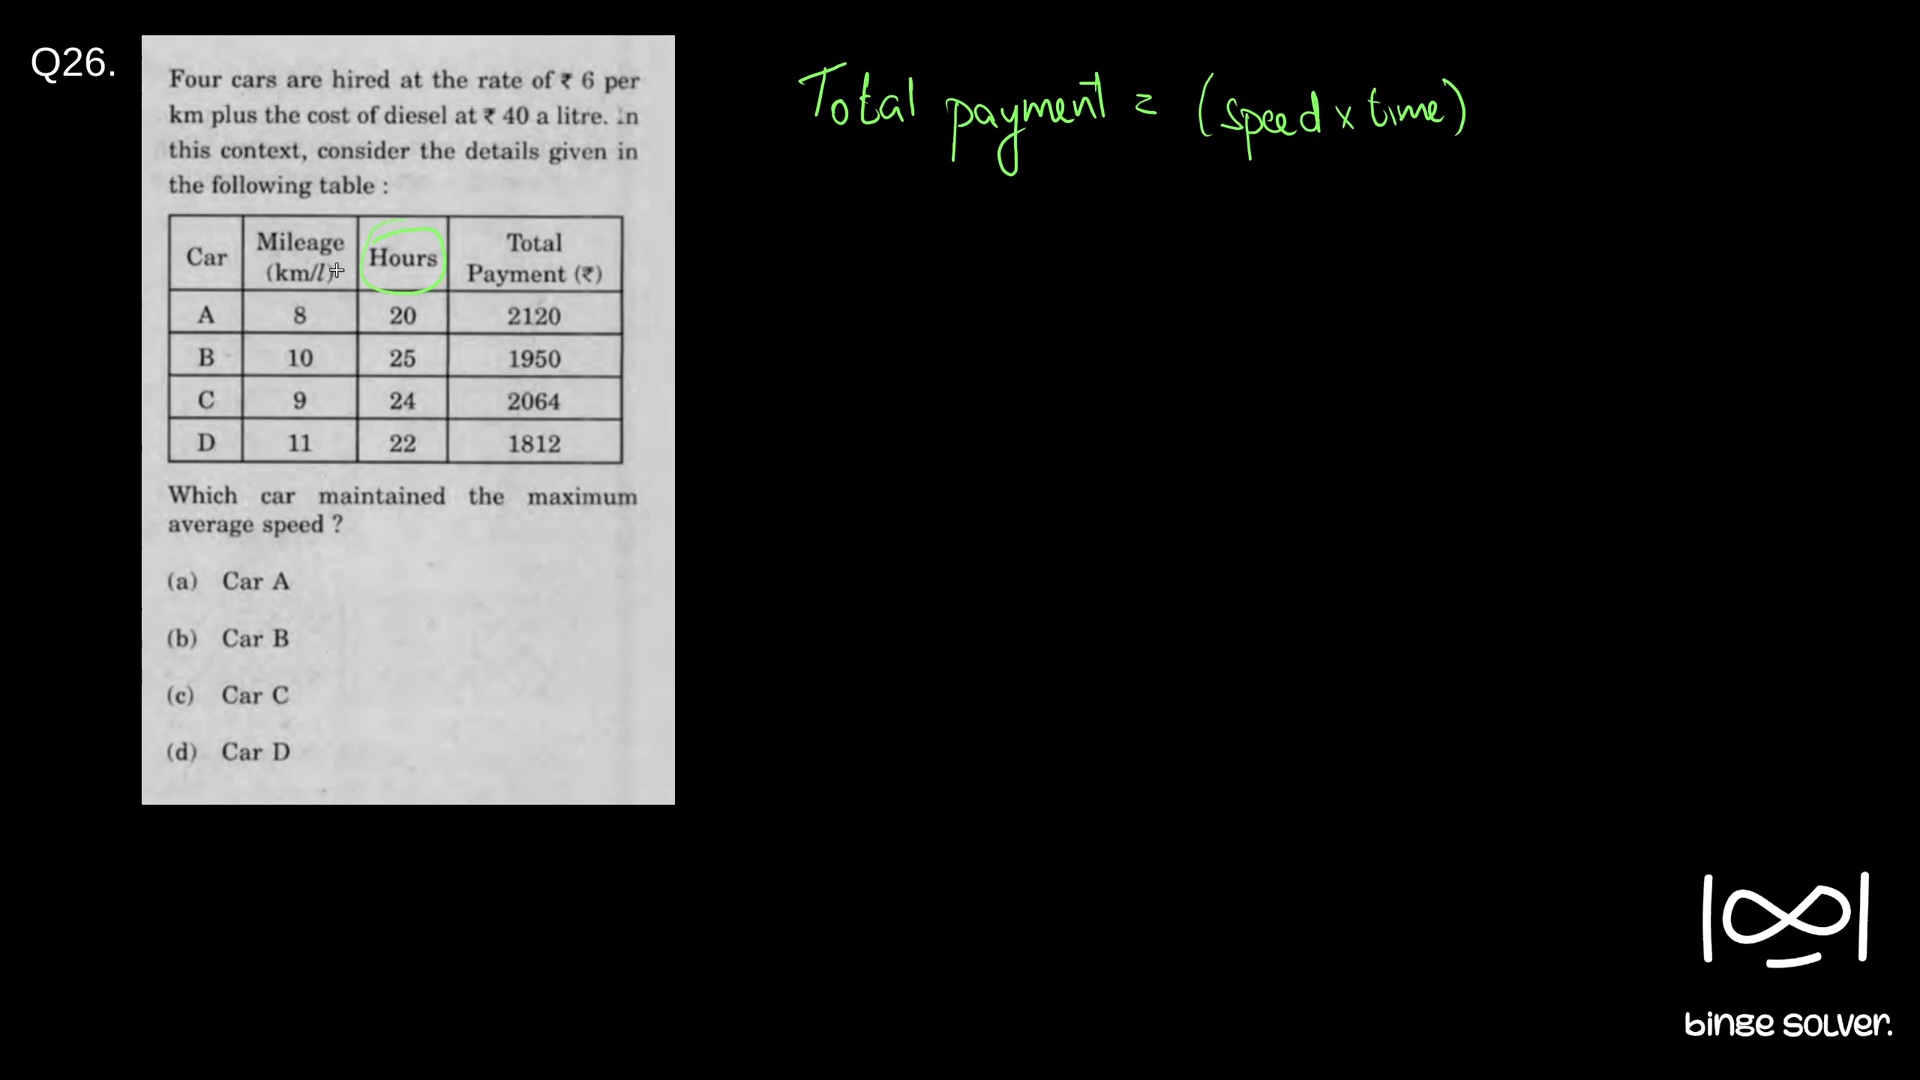 Q26.
Four cars are hired at the rate of ₹ 6 per
km plus the cost of diesel at ₹ 40 a litre. In
this context, consider the details given in
the following table :
Car Mileage (km/l) Hours Total Payment (₹)
A 8 20 2120
B 10 25 1950
C 9 24 2064
D 11 22 1812
Which car maintained the maximum
average speed ?
(a) Car A
(b) Car B
(c) Car C
(d) Car D
Total payment = (speed x time)
binge solver.